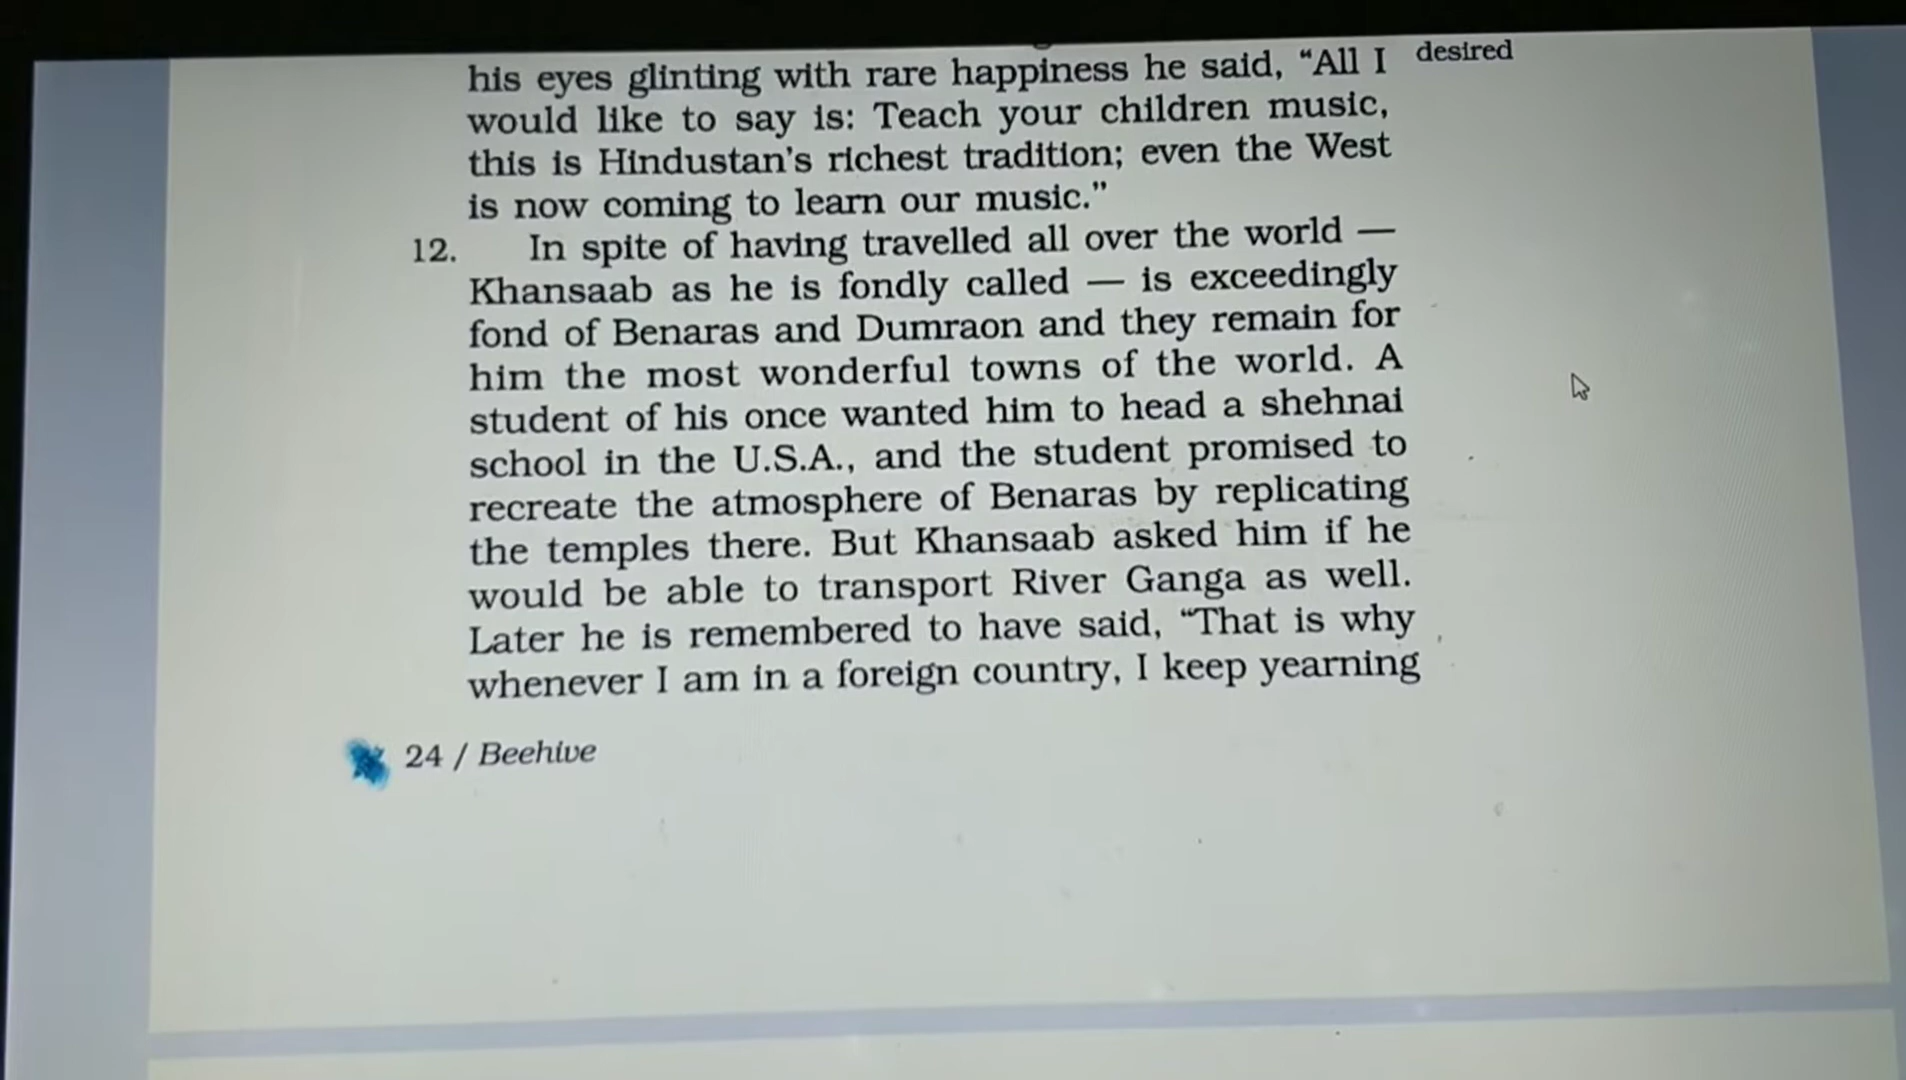 his eyes glinting with rare happiness he said, “All I desired
would like to say is: Teach your children music,
this is Hindustan’s richest tradition; even the West
is now coming to learn our music.”
12. In spite of having travelled all over the world —
Khansaab as he is fondly called — is exceedingly
fond of Benaras and Dumraon and they remain for
him the most wonderful towns of the world. A
student of his once wanted him to head a shehnai
school in the U.S.A., and the student promised to
recreate the atmosphere of Benaras by replicating
the temples there. But Khansaab asked him if he
would be able to transport River Ganga as well.
Later he is remembered to have said, “That is why
whenever I am in a foreign country, I keep yearning
24 / Beehive